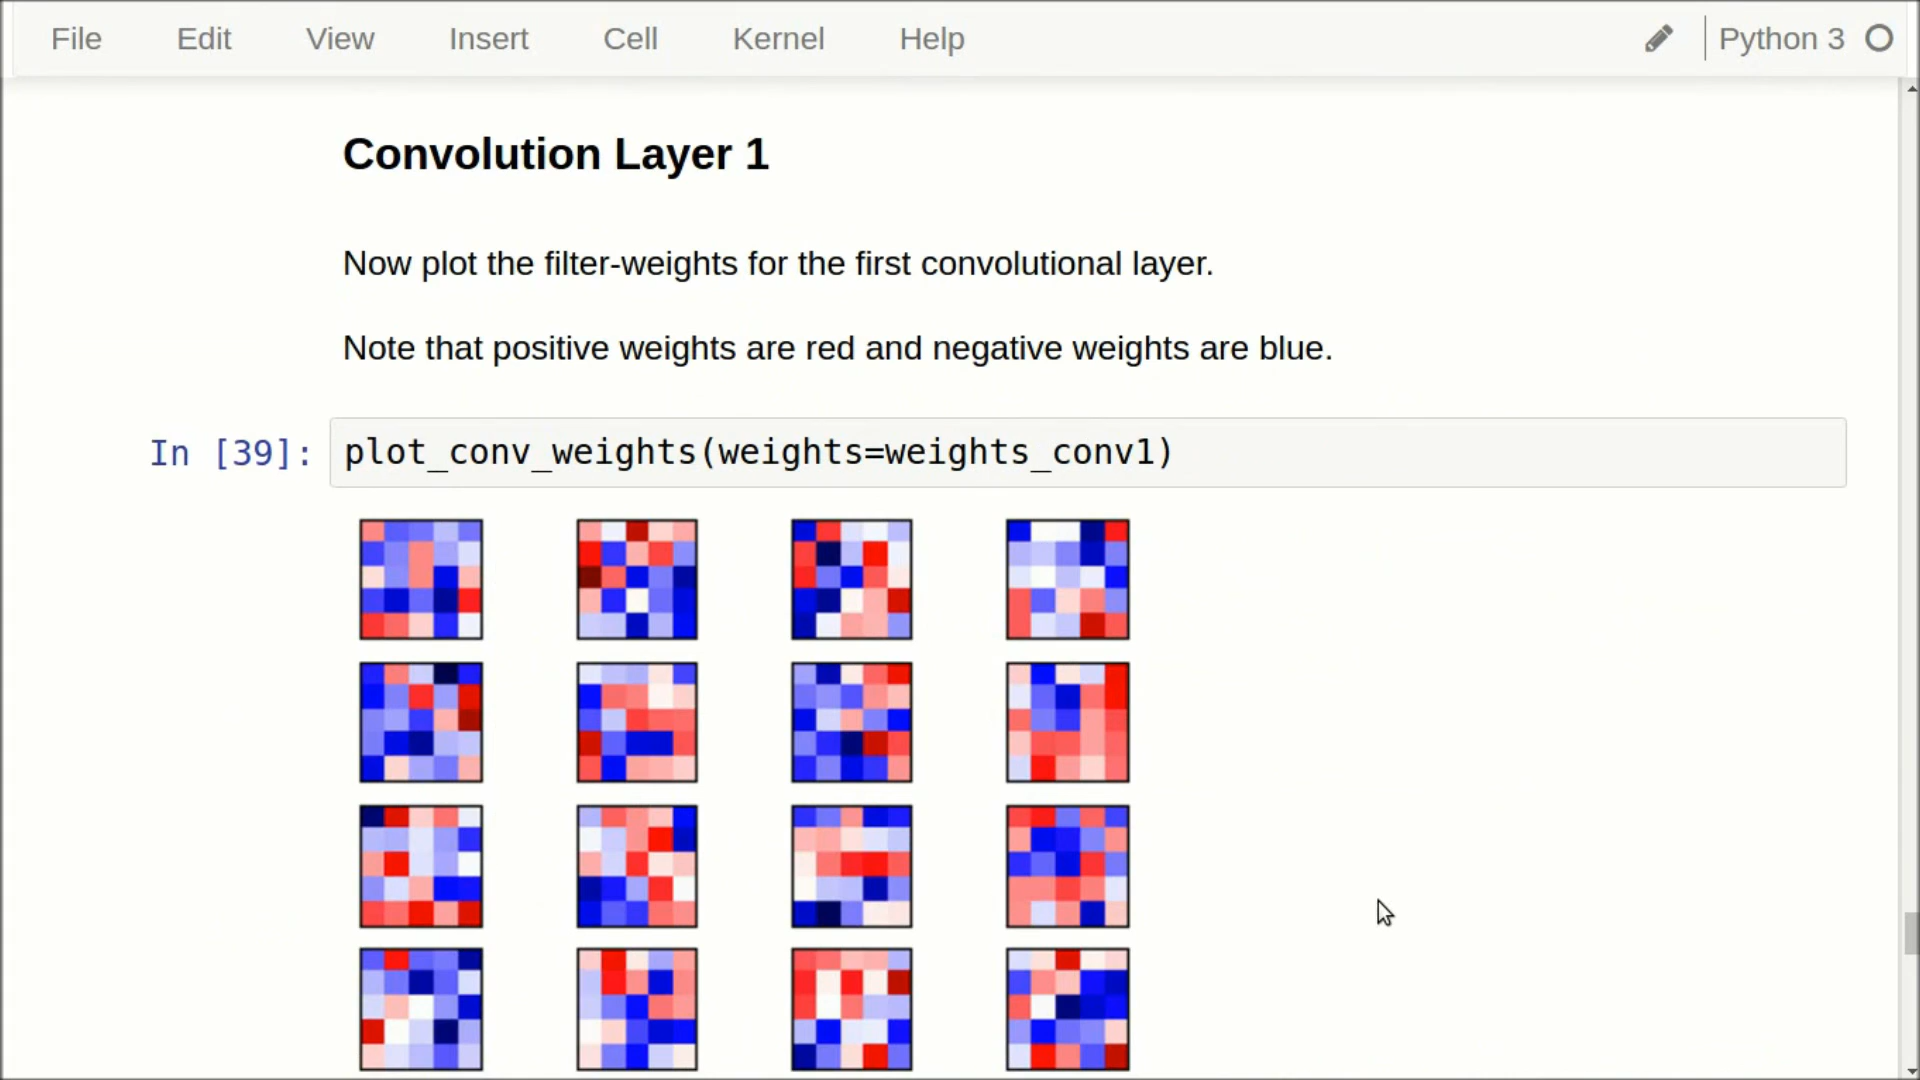 File Edit View Insert Cell Kernel Help Python 3
Convolution Layer 1
Now plot the filter-weights for the first convolutional layer.
Note that positive weights are red and negative weights are blue.
In [39]: plot_conv_weights(weights=weights_conv1)